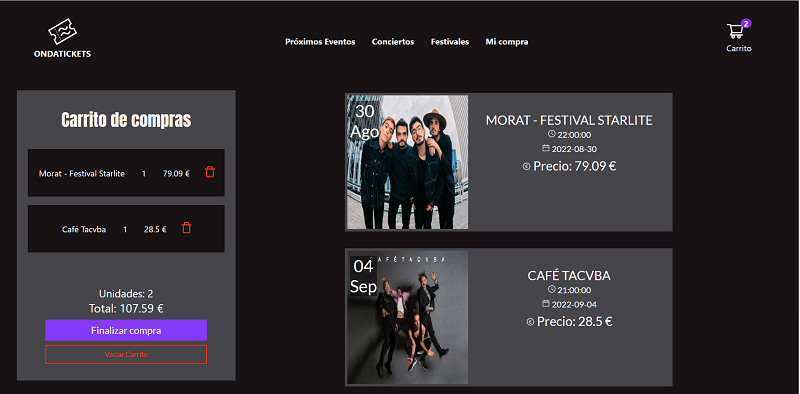 ONDATICKETS
Próximos Eventos Conciertos Festivales Mi compra
2
Carrito
Carrito de compras
Morat - Festival Starlite 1 79.09 €
Café Tacvba 1 28.5 €
Unidades: 2
Total: 107.59 €
Finalizar compra
Vaciar Carrito
30
Ago
MORAT - FESTIVAL STARLITE
22:00:00
2022-08-30
Precio: 79.09 €
04
Sep
CAFÉTACVBA
CAFÉ TACVBA
21:00:00
2022-09-04
Precio: 28.5 €